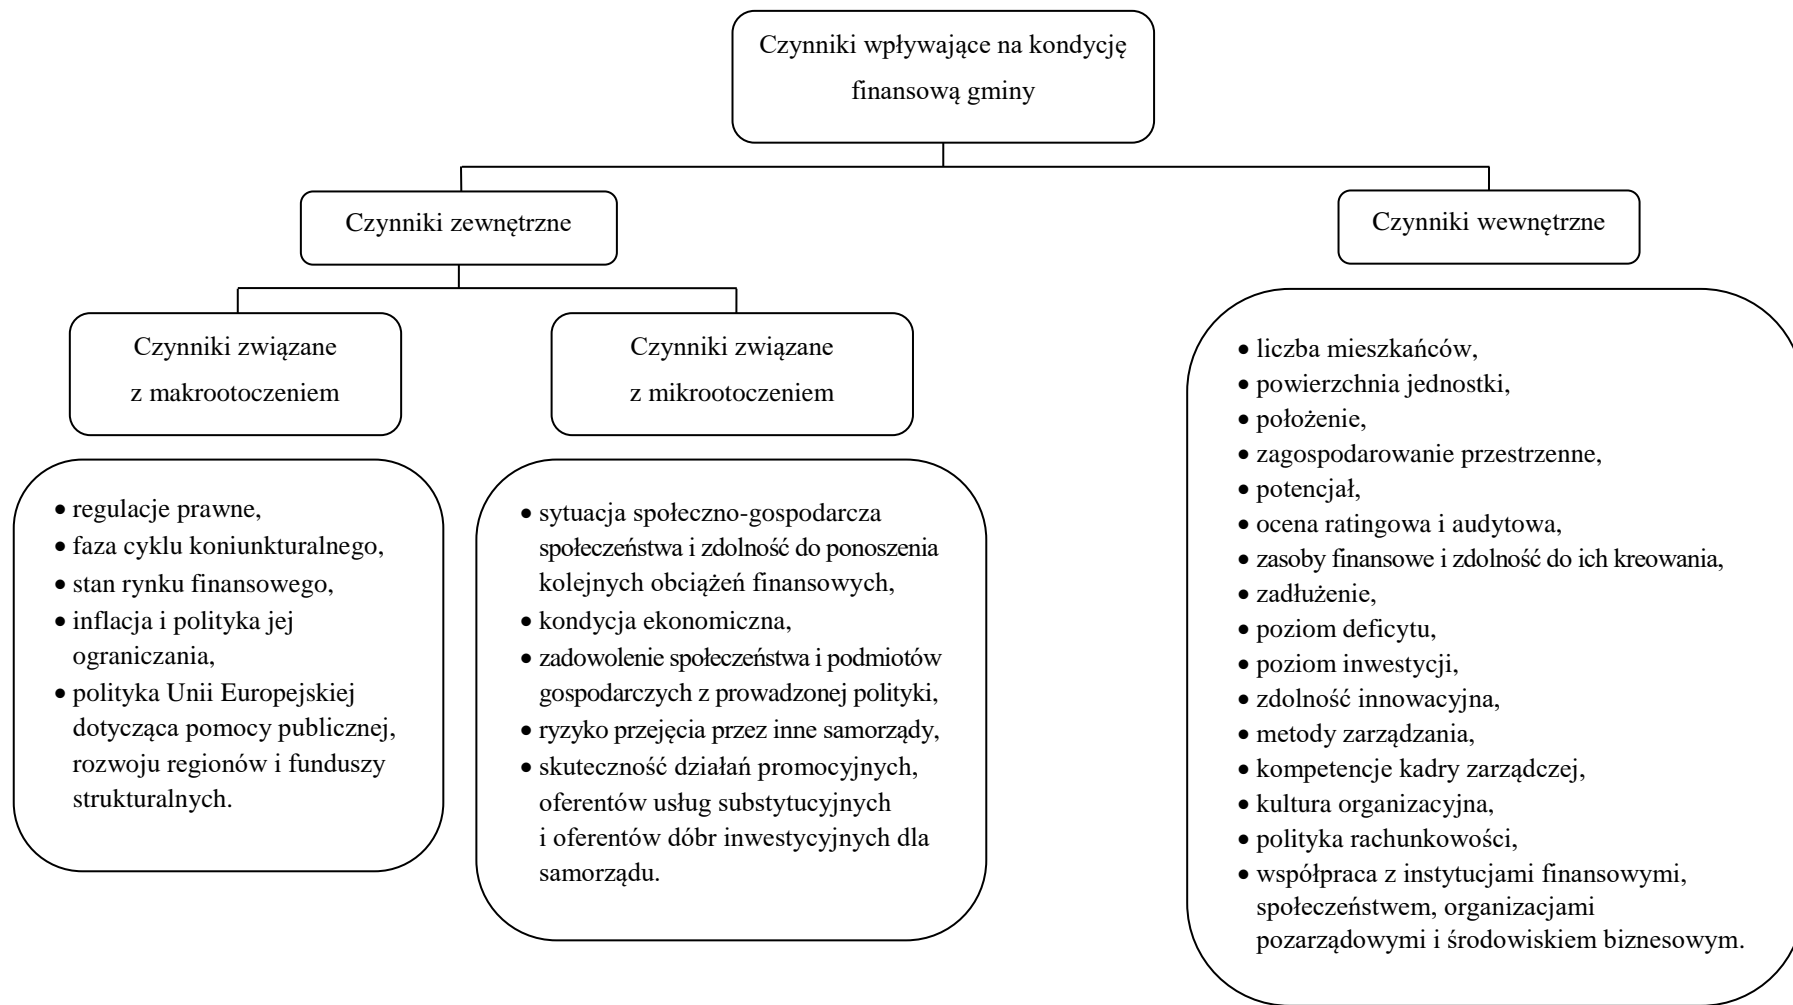 Czynniki wpływające na kondycję
finansową gminy
Czynniki zewnętrzne
Czynniki wewnętrzne
Czynniki związane
z makrootoczeniem
Czynniki związane
z mikrootoczeniem
• regulacje prawne,
• faza cyklu koniunkturalnego,
• stan rynku finansowego,
• inflacja i polityka jej
ograniczania,
• polityka Unii Europejskiej
dotycząca pomocy publicznej,
rozwoju regionów i funduszy
strukturalnych.
• sytuacja społeczno-gospodarcza
społeczeństwa i zdolność do ponoszenia
kolejnych obciążeń finansowych,
• kondycja ekonomiczna,
• zadowolenie społeczeństwa i podmiotów
gospodarczych z prowadzonej polityki,
• ryzyko przejęcia przez inne samorządy,
• skuteczność działań promocyjnych,
oferentów usług substytucyjnych
i oferentów dóbr inwestycyjnych dla
samorządu.
• liczba mieszkańców,
• powierzchnia jednostki,
• położenie,
• zagospodarowanie przestrzenne,
• potencjał,
• ocena ratingowa i audytowa,
• zasoby finansowe i zdolność do ich kreowania,
• zadłużenie,
• poziom deficytu,
• poziom inwestycji,
• zdolność innowacyjna,
• metody zarządzania,
• kompetencje kadry zarządczej,
• kultura organizacyjna,
• polityka rachunkowości,
• współpraca z instytucjami finansowymi,
społeczeństwem, organizacjami
pozarządowymi i środowiskiem biznesowym.